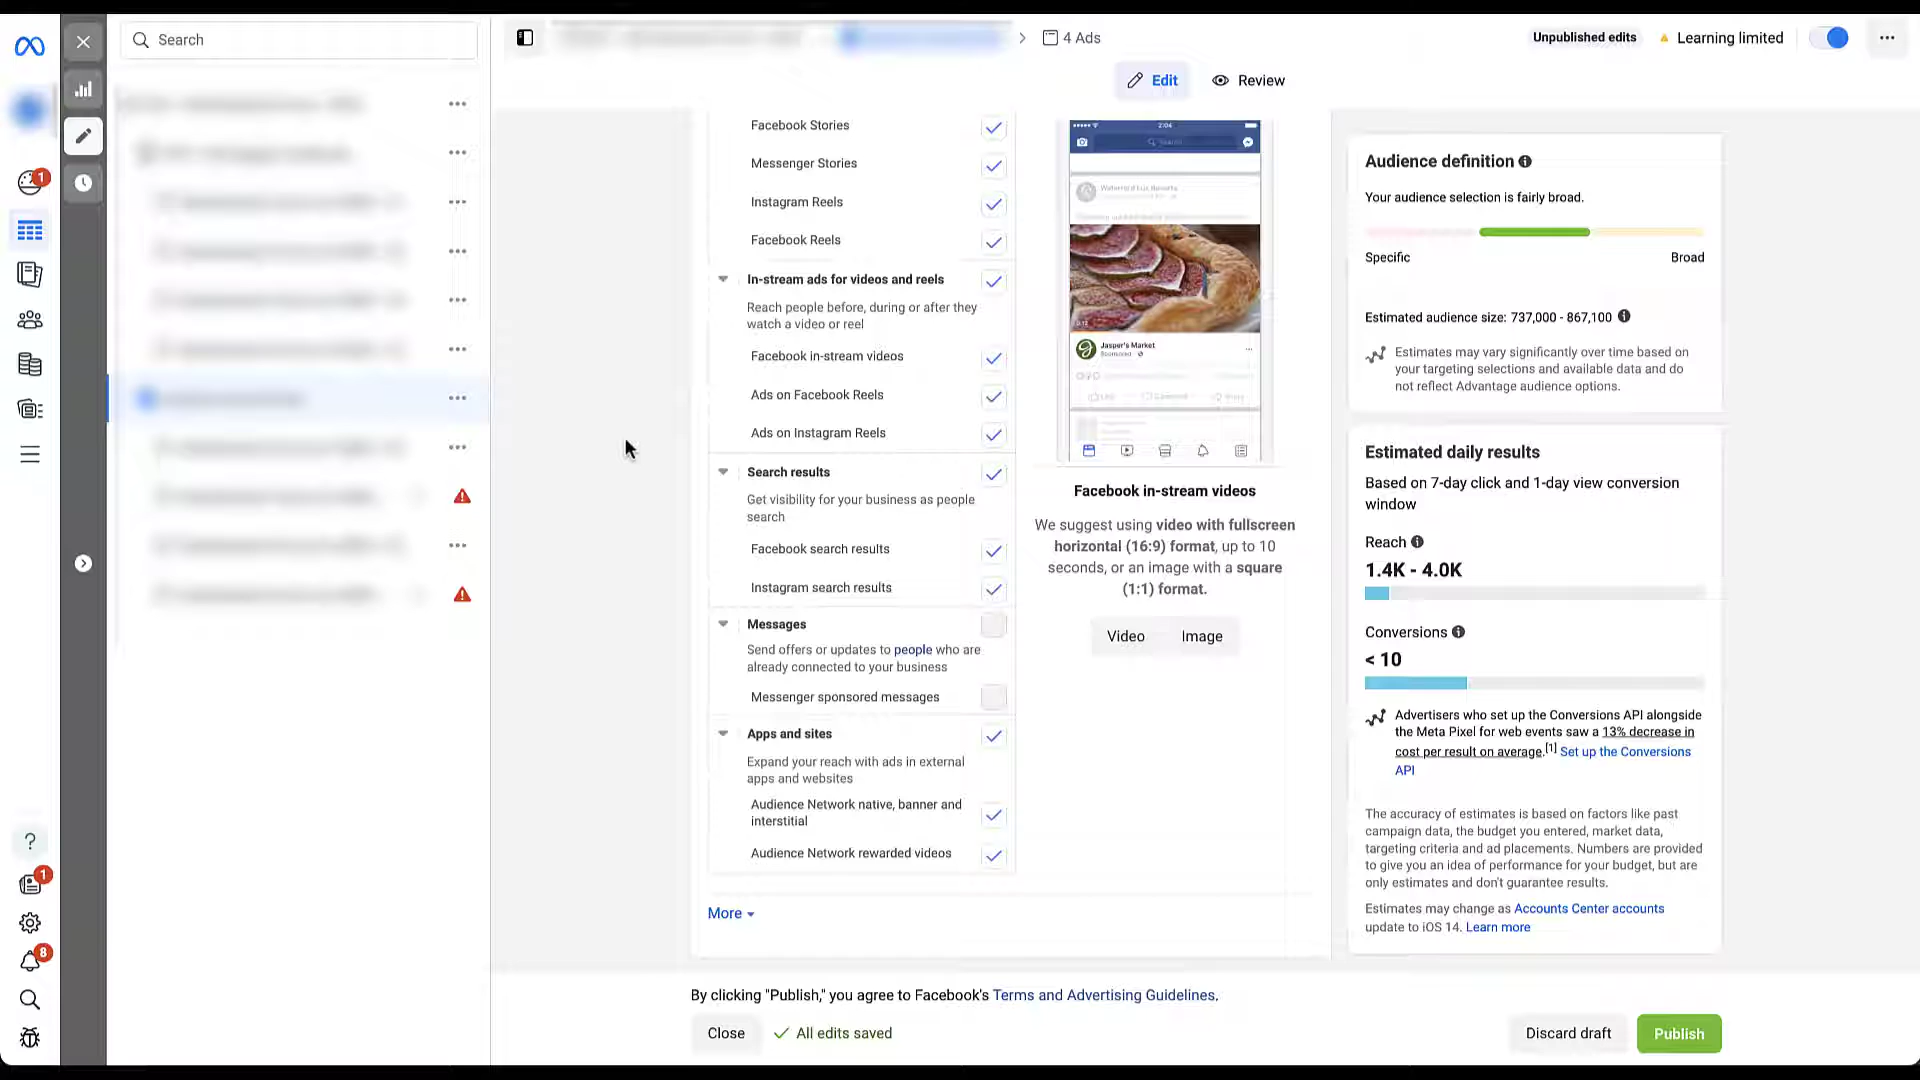 Search
4 Ads
Unpublished edits
Learning limited
Edit
Review
1
Facebook Stories
Messenger Stories
Instagram Reels
Facebook Reels
In-stream ads for videos and reels
Reach people before, during or after they
watch a video or reel
Facebook in-stream videos
Ads on Facebook Reels
Ads on Instagram Reels
Search results
Get visibility for your business as people
search
Facebook search results
Instagram search results
Messages
Send offers or updates to people who are
already connected to your business
Messenger sponsored messages
Apps and sites
Expand your reach with ads in external
apps and websites
Audience Network native, banner and
interstitial
Audience Network rewarded videos
More
2:04
Search
Jasper's Market
Sponsored
Like
Comment
Share
Facebook in-stream videos
We suggest using video with fullscreen
horizontal (16:9) format, up to 10
seconds, or an image with a square
(1:1) format.
Video
Image
Audience definition
Your audience selection is fairly broad.
Specific
Broad
Estimated audience size: 737,000 - 867,100
Estimates may vary significantly over time based on
your targeting selections and available data and do
not reflect Advantage audience options.
Estimated daily results
Based on 7-day click and 1-day view conversion
window
Reach
1.4K - 4.0K
Conversions
< 10
Advertisers who set up the Conversions API alongside
the Meta Pixel for web events saw a 13% decrease in
cost per result on average.[1] Set up the Conversions
API
The accuracy of estimates is based on factors like past
campaign data, the budget you entered, market data,
targeting criteria and ad placements. Numbers are provided
to give you an idea of performance for your budget, but are
only estimates and don't guarantee results.
Estimates may change as Accounts Center accounts
update to iOS 14. Learn more
1
8
By clicking "Publish," you agree to Facebook's Terms and Advertising Guidelines.
Close
All edits saved
Discard draft
Publish